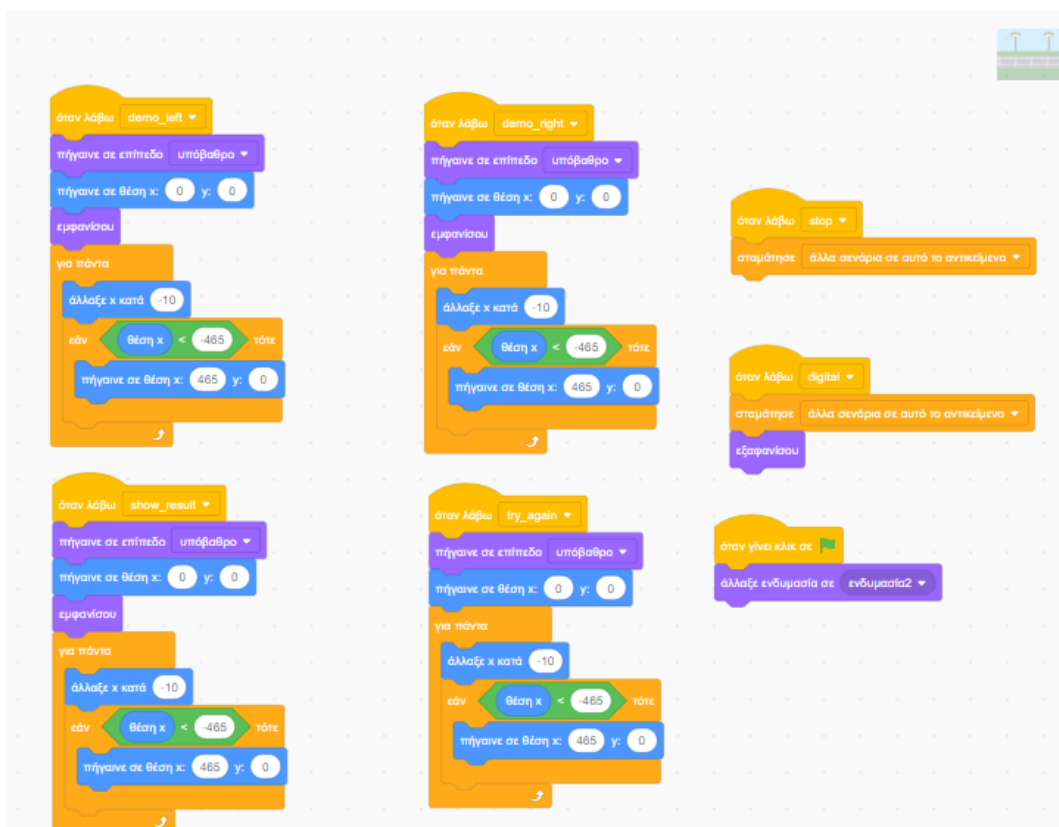 όταν λάβω demo_left
πήγαινε σε επίπεδο υπόβαθρο
πήγαινε σε θέση x: 0 y: 0
εμφανίσου
για πάντα
άλλαξε x κατά -10
εάν θέση x < -465 τότε
πήγαινε σε θέση x: 465 y: 0
όταν λάβω demo_right
πήγαινε σε επίπεδο υπόβαθρο
πήγαινε σε θέση x: 0 y: 0
εμφανίσου
για πάντα
άλλαξε x κατά -10
εάν θέση x < -465 τότε
πήγαινε σε θέση x: 465 y: 0
όταν λάβω stop
σταμάτησε άλλα σενάρια σε αυτό το αντικείμενο
όταν λάβω digital
σταμάτησε άλλα σενάρια σε αυτό το αντικείμενο
εξαφανίσου
όταν λάβω show_result
πήγαινε σε επίπεδο υπόβαθρο
πήγαινε σε θέση x: 0 y: 0
εμφανίσου
για πάντα
άλλαξε x κατά -10
εάν θέση x < -465 τότε
πήγαινε σε θέση x: 465 y: 0
όταν λάβω try_again
πήγαινε σε επίπεδο υπόβαθρο
πήγαινε σε θέση x: 0 y: 0
για πάντα
άλλαξε x κατά -10
εάν θέση x < -465 τότε
πήγαινε σε θέση x: 465 y: 0
όταν γίνει κλικ σε
άλλαξε ενδυμασία σε ενδυμασία2